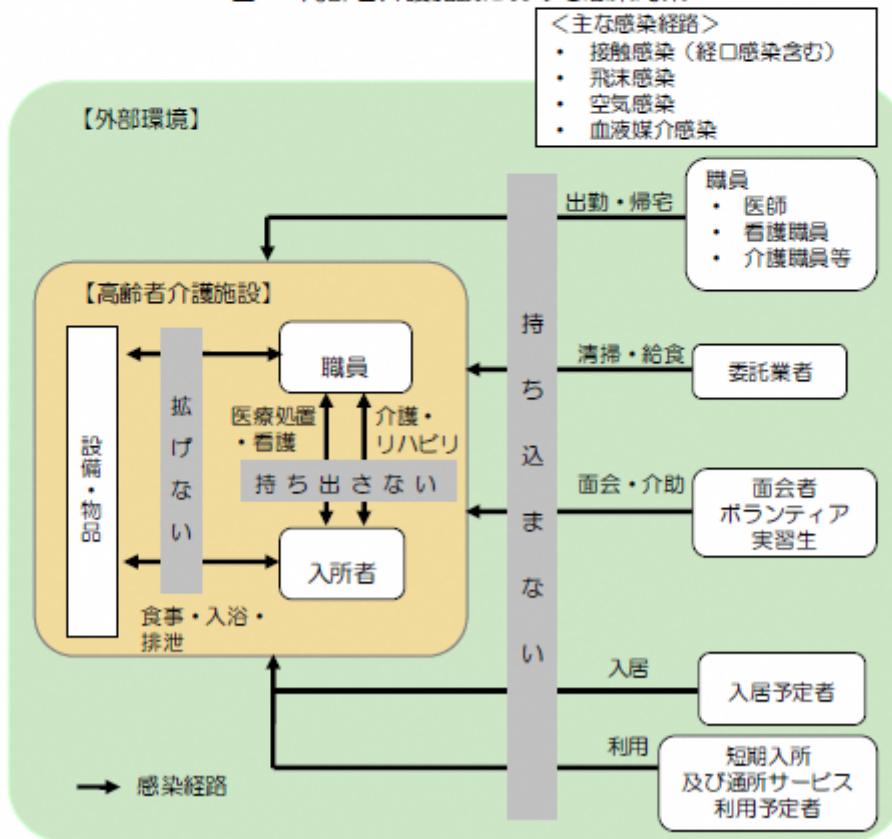 ＜主な感染経路＞
・ 接触感染（経口感染含む）
・ 飛沫感染
・ 空気感染
・ 血液媒介感染
【外部環境】
職員
・ 医師
・ 看護職員
・ 介護職員等
出勤・帰宅
【高齢者介護施設】
職員
設備・物品
拡げない
医療処置
・看護
介護・
リハビリ
持ち出さない
入所者
食事・入浴・
排泄
持ち込まない
清掃・給食
委託業者
面会・介助
面会者
ボランティア
実習生
入居
入居予定者
利用
短期入所
及び通所サービス
利用予定者
感染経路